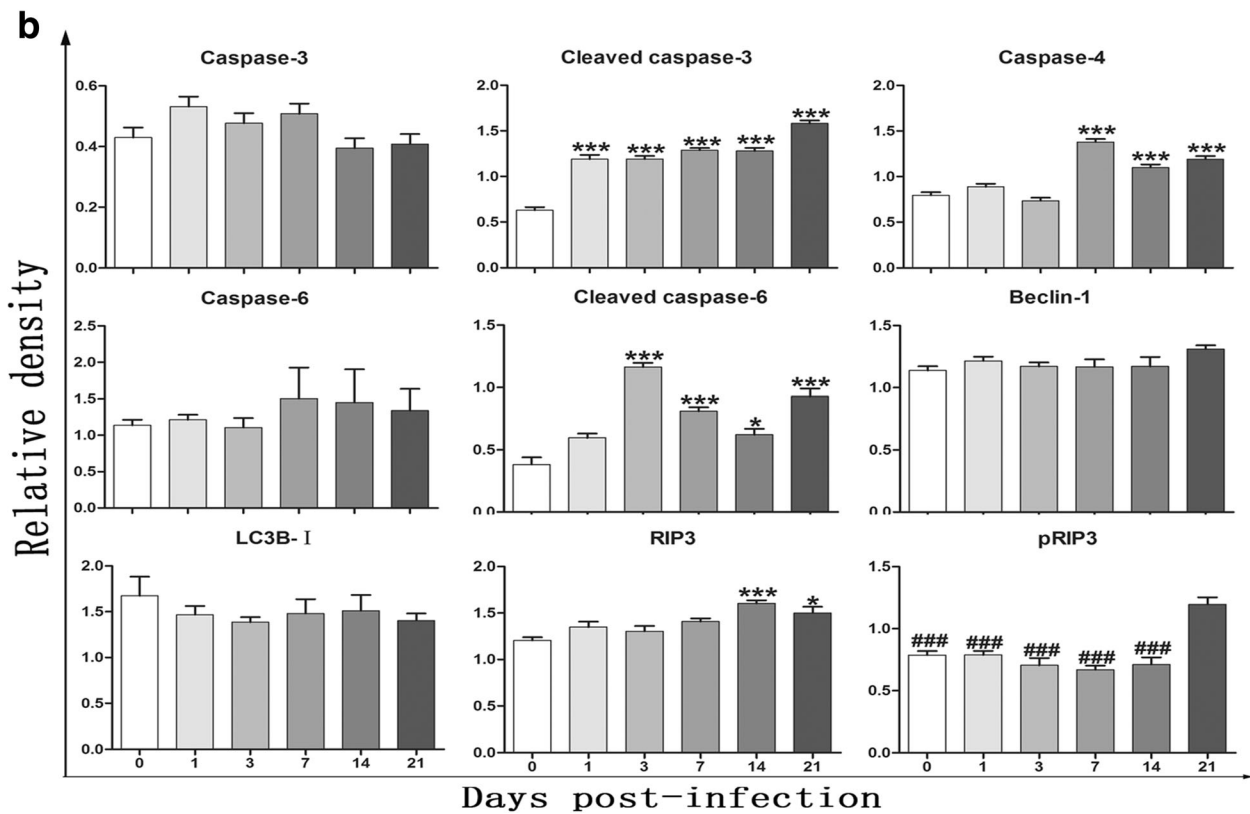 b
Relative density
Caspase-3
0.6
0.4
0.2
0.0
Cleaved caspase-3
2.0
1.5
1.0
0.5
0.0
*** *** *** *** ***
Caspase-4
2.0
1.5
1.0
0.5
0.0
*** *** ***
Caspase-6
2.5
2.0
1.5
1.0
0.5
0.0
Cleaved caspase-6
1.5
1.0
0.5
0.0
*** *** * ***
Beclin-1
1.5
1.0
0.5
0.0
LC3B-Ⅰ
2.0
1.5
1.0
0.5
0.0
0 1 3 7 14 21
RIP3
2.0
1.5
1.0
0.5
0.0
*** *
0 1 3 7 14 21
pRIP3
1.5
1.0
0.5
0.0
### ### ### ### ###
0 1 3 7 14 21
Days post-infection